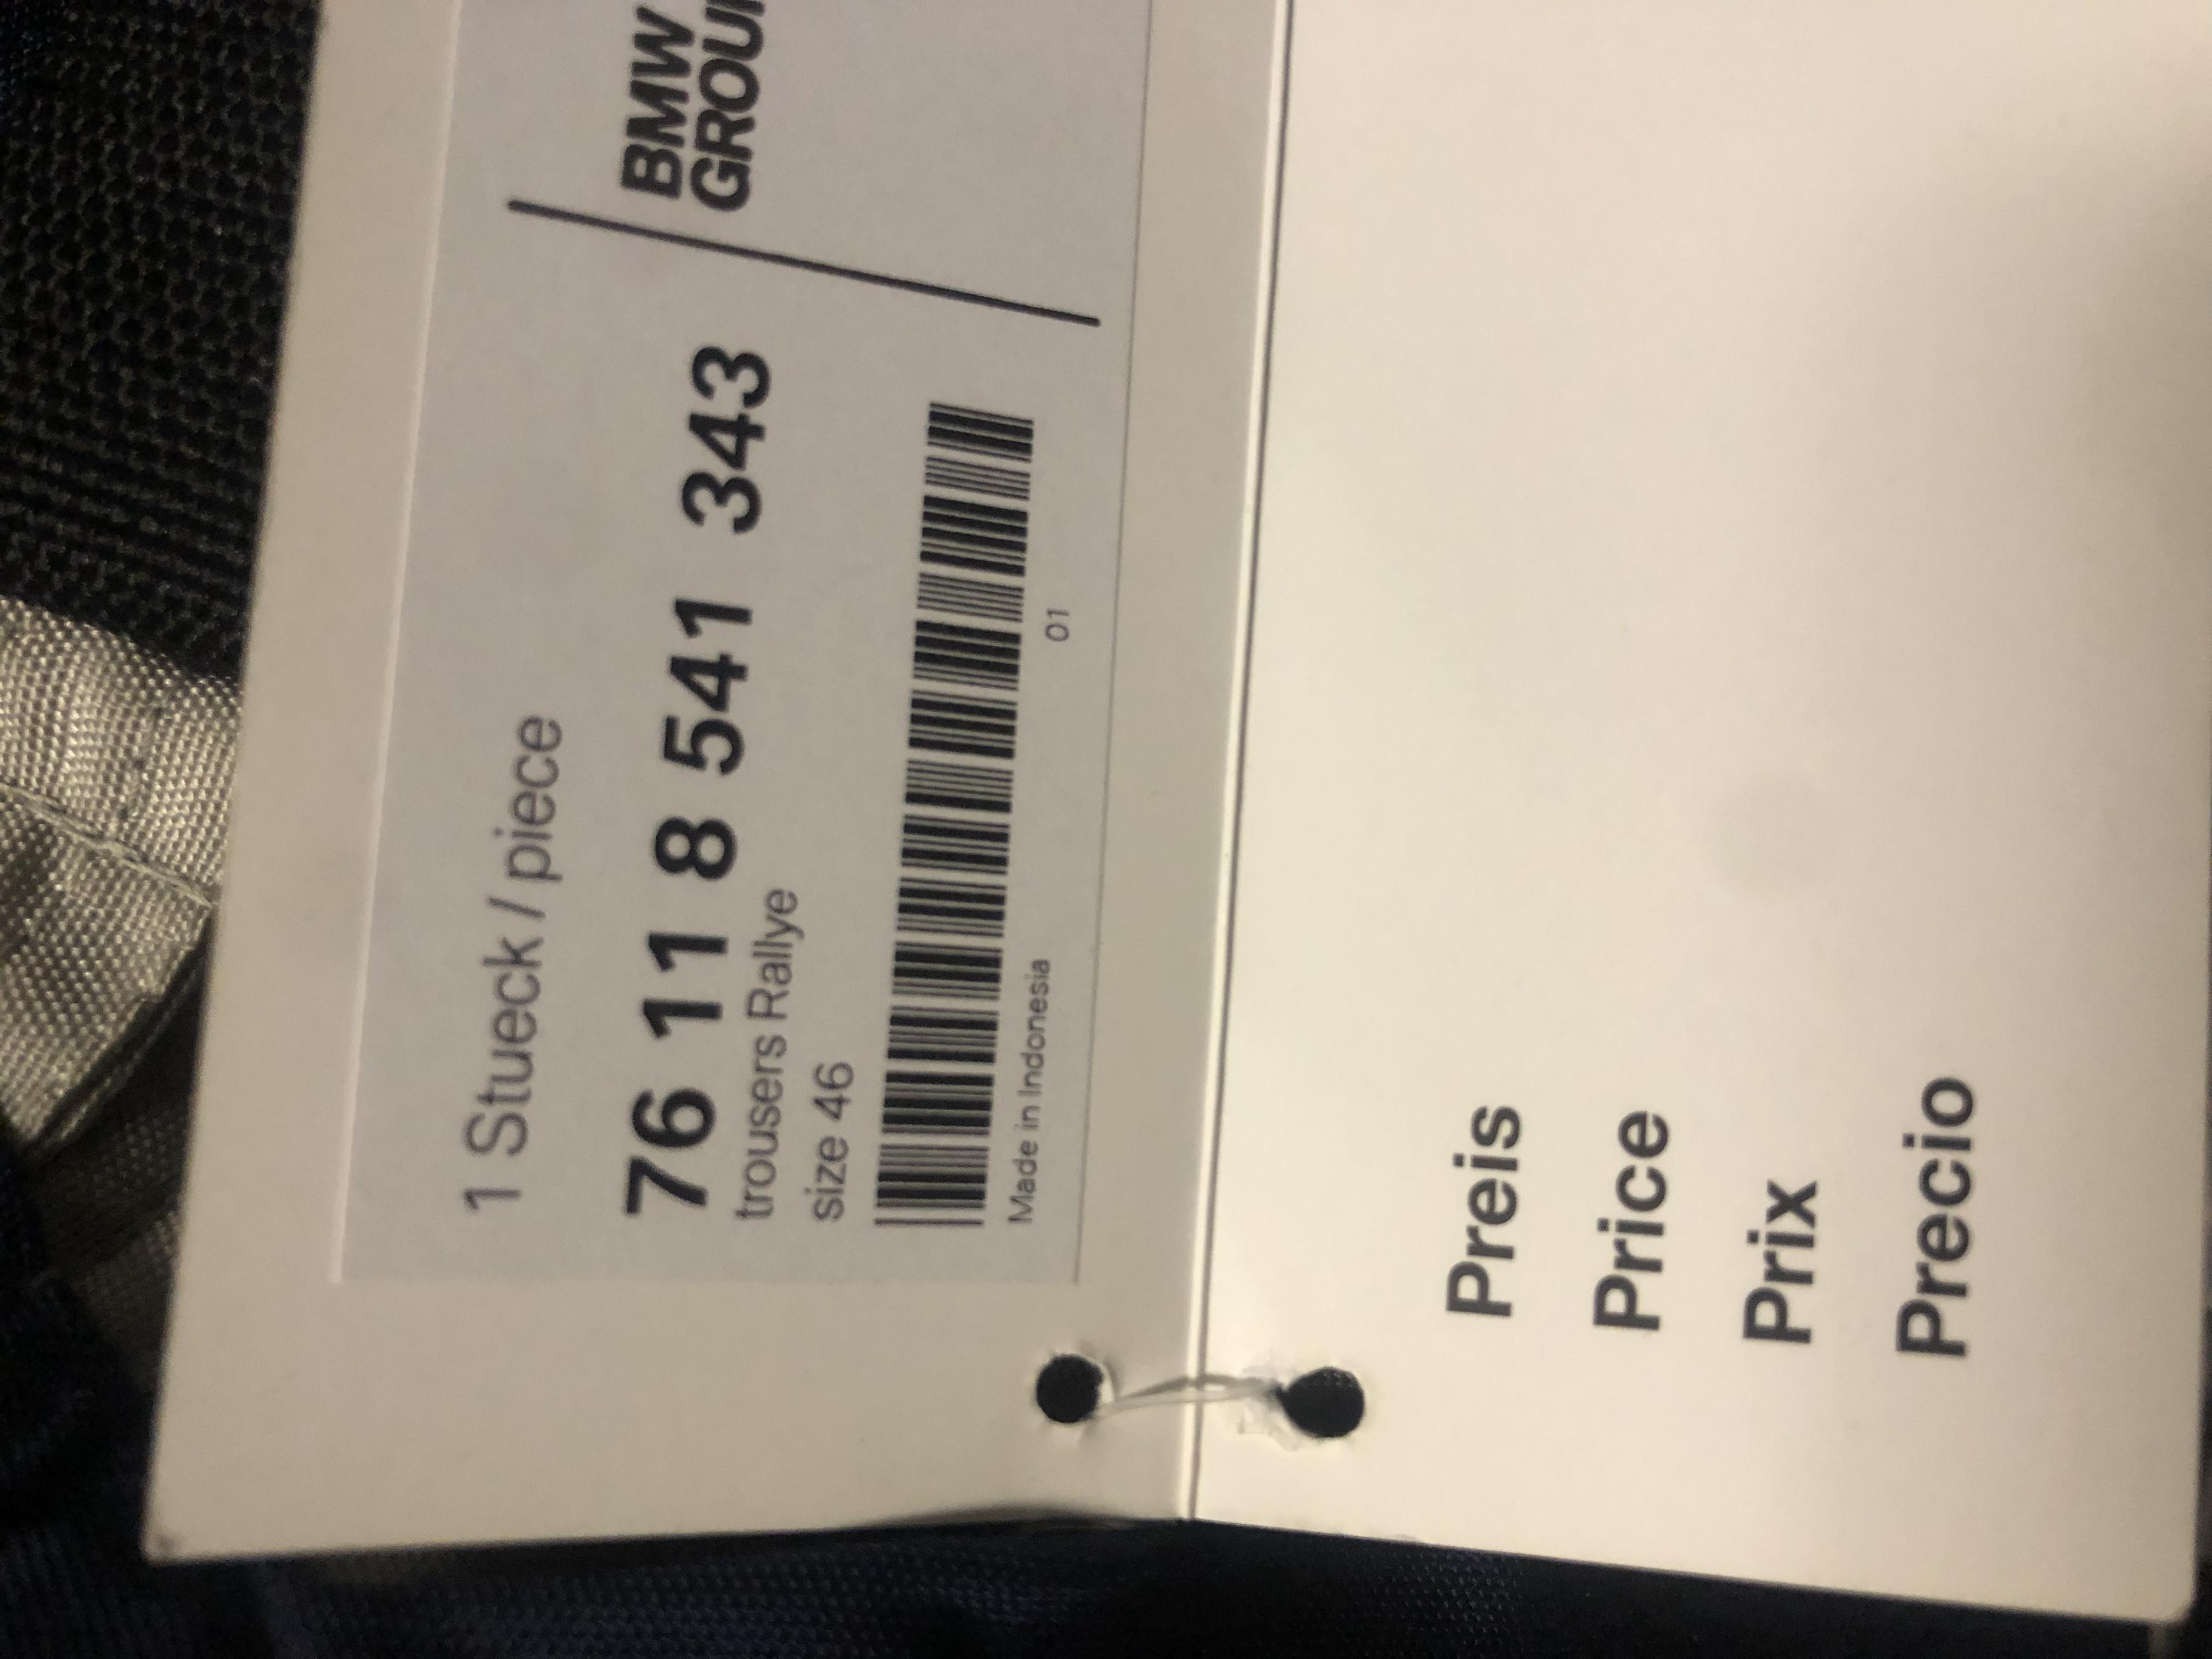 1 Stueck / piece
76 11 8 541 343
trousers Rallye
size 46
Made in Indonesia
01
BMW
GROUP
Preis
Price
Prix
Precio